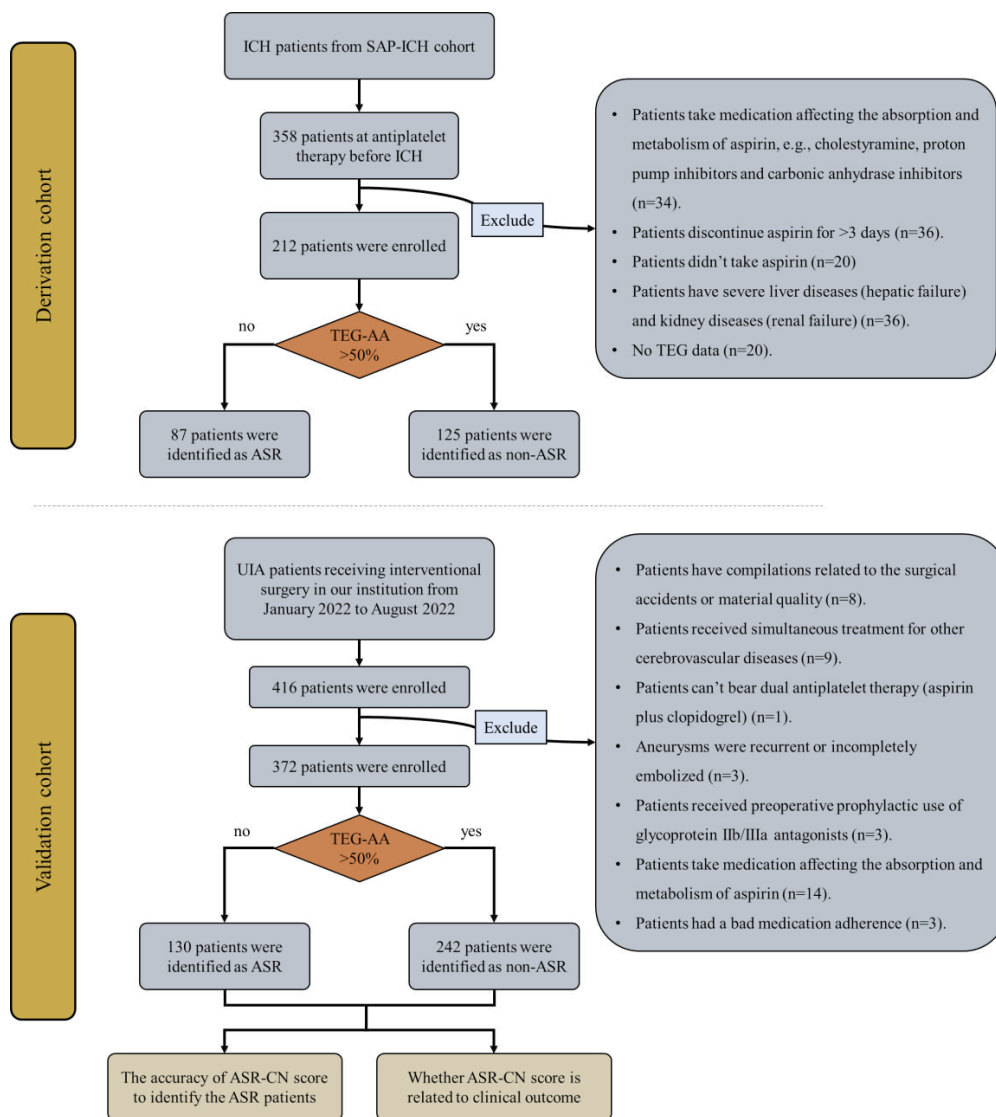 Derivation cohort
ICH patients from SAP-ICH cohort
358 patients at antiplatelet
therapy before ICH
Exclude
• Patients take medication affecting the absorption and
metabolism of aspirin, e.g., cholestyramine, proton
pump inhibitors and carbonic anhydrase inhibitors
(n=34).
• Patients discontinue aspirin for >3 days (n=36).
• Patients didn't take aspirin (n=20)
• Patients have severe liver diseases (hepatic failure)
and kidney diseases (renal failure) (n=36).
• No TEG data (n=20).
212 patients were enrolled
no
TEG-AA
>50%
yes
87 patients were
identified as ASR
125 patients were
identified as non-ASR
Validation cohort
UIA patients receiving interventional
surgery in our institution from
January 2022 to August 2022
416 patients were enrolled
Exclude
• Patients have compilations related to the surgical
accidents or material quality (n=8).
• Patients received simultaneous treatment for other
cerebrovascular diseases (n=9).
• Patients can't bear dual antiplatelet therapy (aspirin
plus clopidogrel) (n=1).
• Aneurysms were recurrent or incompletely
embolized (n=3).
• Patients received preoperative prophylactic use of
glycoprotein IIb/IIIa antagonists (n=3).
• Patients take medication affecting the absorption and
metabolism of aspirin (n=14).
• Patients had a bad medication adherence (n=3).
372 patients were enrolled
no
TEG-AA
>50%
yes
130 patients were
identified as ASR
242 patients were
identified as non-ASR
The accuracy of ASR-CN score
to identify the ASR patients
Whether ASR-CN score is
related to clinical outcome